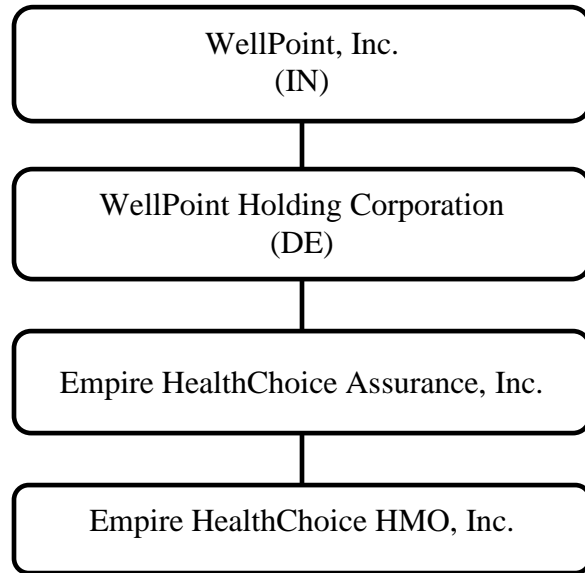 WellPoint, Inc.
(IN)
WellPoint Holding Corporation
(DE)
Empire HealthChoice Assurance, Inc.
Empire HealthChoice HMO, Inc.